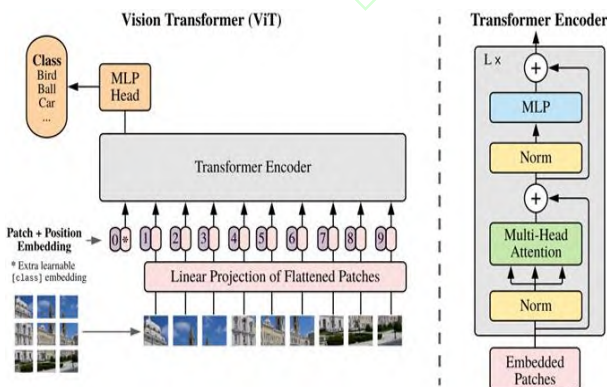 Vision Transformer (ViT)
Class
Bird
Ball
Car
...
MLP
Head
Transformer Encoder
Patch + Position
Embedding
0 * 1 2 3 4 5 6 7 8 9
* Extra learnable
[class] embedding
Linear Projection of Flattened Patches
Transformer Encoder
L x
+
MLP
Norm
+
Multi-Head
Attention
Norm
Embedded
Patches